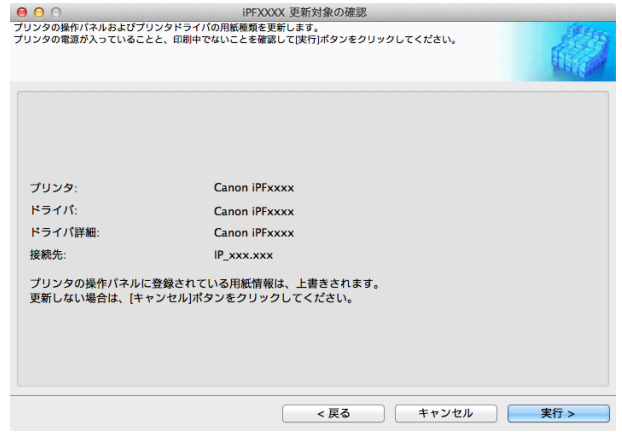 iPFXXXX 更新対象の確認
プリンタの操作パネルおよびプリンタドライバの用紙種類を更新します。
プリンタの電源が入っていることと、印刷中でないことを確認して[実行]ボタンをクリックしてください。
プリンタ: Canon iPFxxxx
ドライバ: Canon iPFxxxx
ドライバ詳細: Canon iPFxxxx
接続先: IP_xxx.xxx
プリンタの操作パネルに登録されている用紙情報は、上書きされます。
更新しない場合は、[キャンセル]ボタンをクリックしてください。
< 戻る キャンセル 実行 >